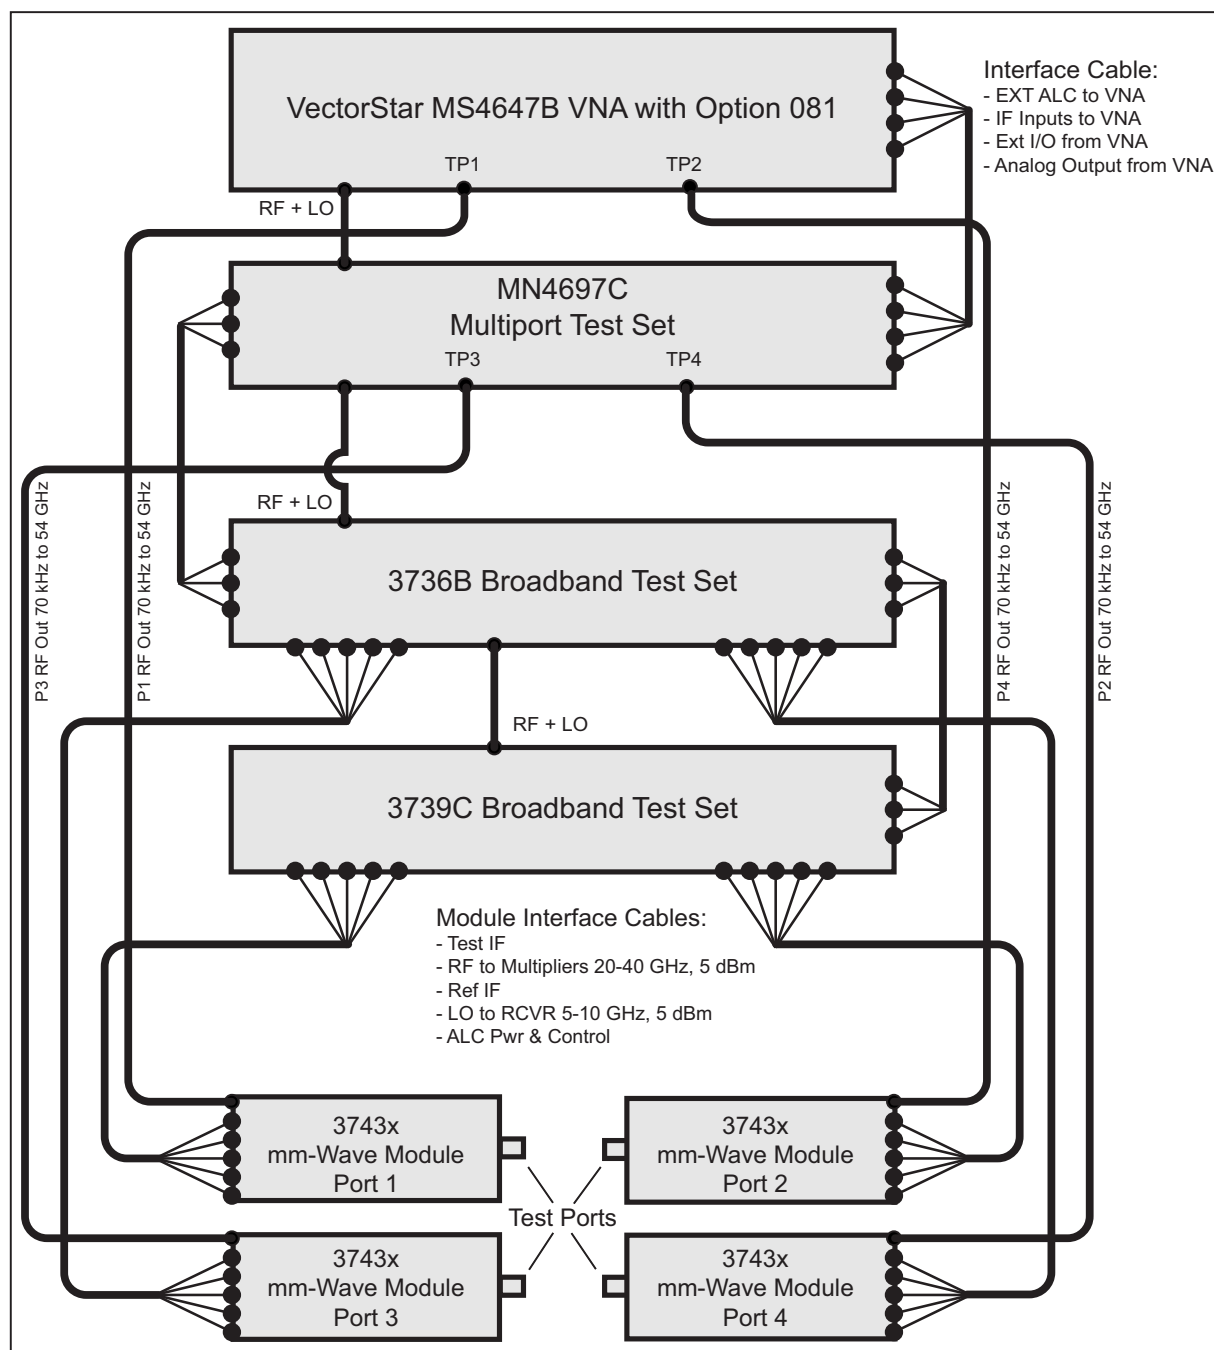 VectorStar MS4647B VNA with Option 081
TP1
TP2
Interface Cable:
- EXT ALC to VNA
- IF Inputs to VNA
- Ext I/O from VNA
- Analog Output from VNA
RF + LO
MN4697C
Multiport Test Set
TP3
TP4
RF + LO
P3 RF Out 70 kHz to 54 GHz
P1 RF Out 70 kHz to 54 GHz
P4 RF Out 70 kHz to 54 GHz
P2 RF Out 70 kHz to 54 GHz
3736B Broadband Test Set
RF + LO
3739C Broadband Test Set
Module Interface Cables:
- Test IF
- RF to Multipliers 20-40 GHz, 5 dBm
- Ref IF
- LO to RCVR 5-10 GHz, 5 dBm
- ALC Pwr & Control
3743x
mm-Wave Module
Port 1
3743x
mm-Wave Module
Port 2
Test Ports
3743x
mm-Wave Module
Port 3
3743x
mm-Wave Module
Port 4